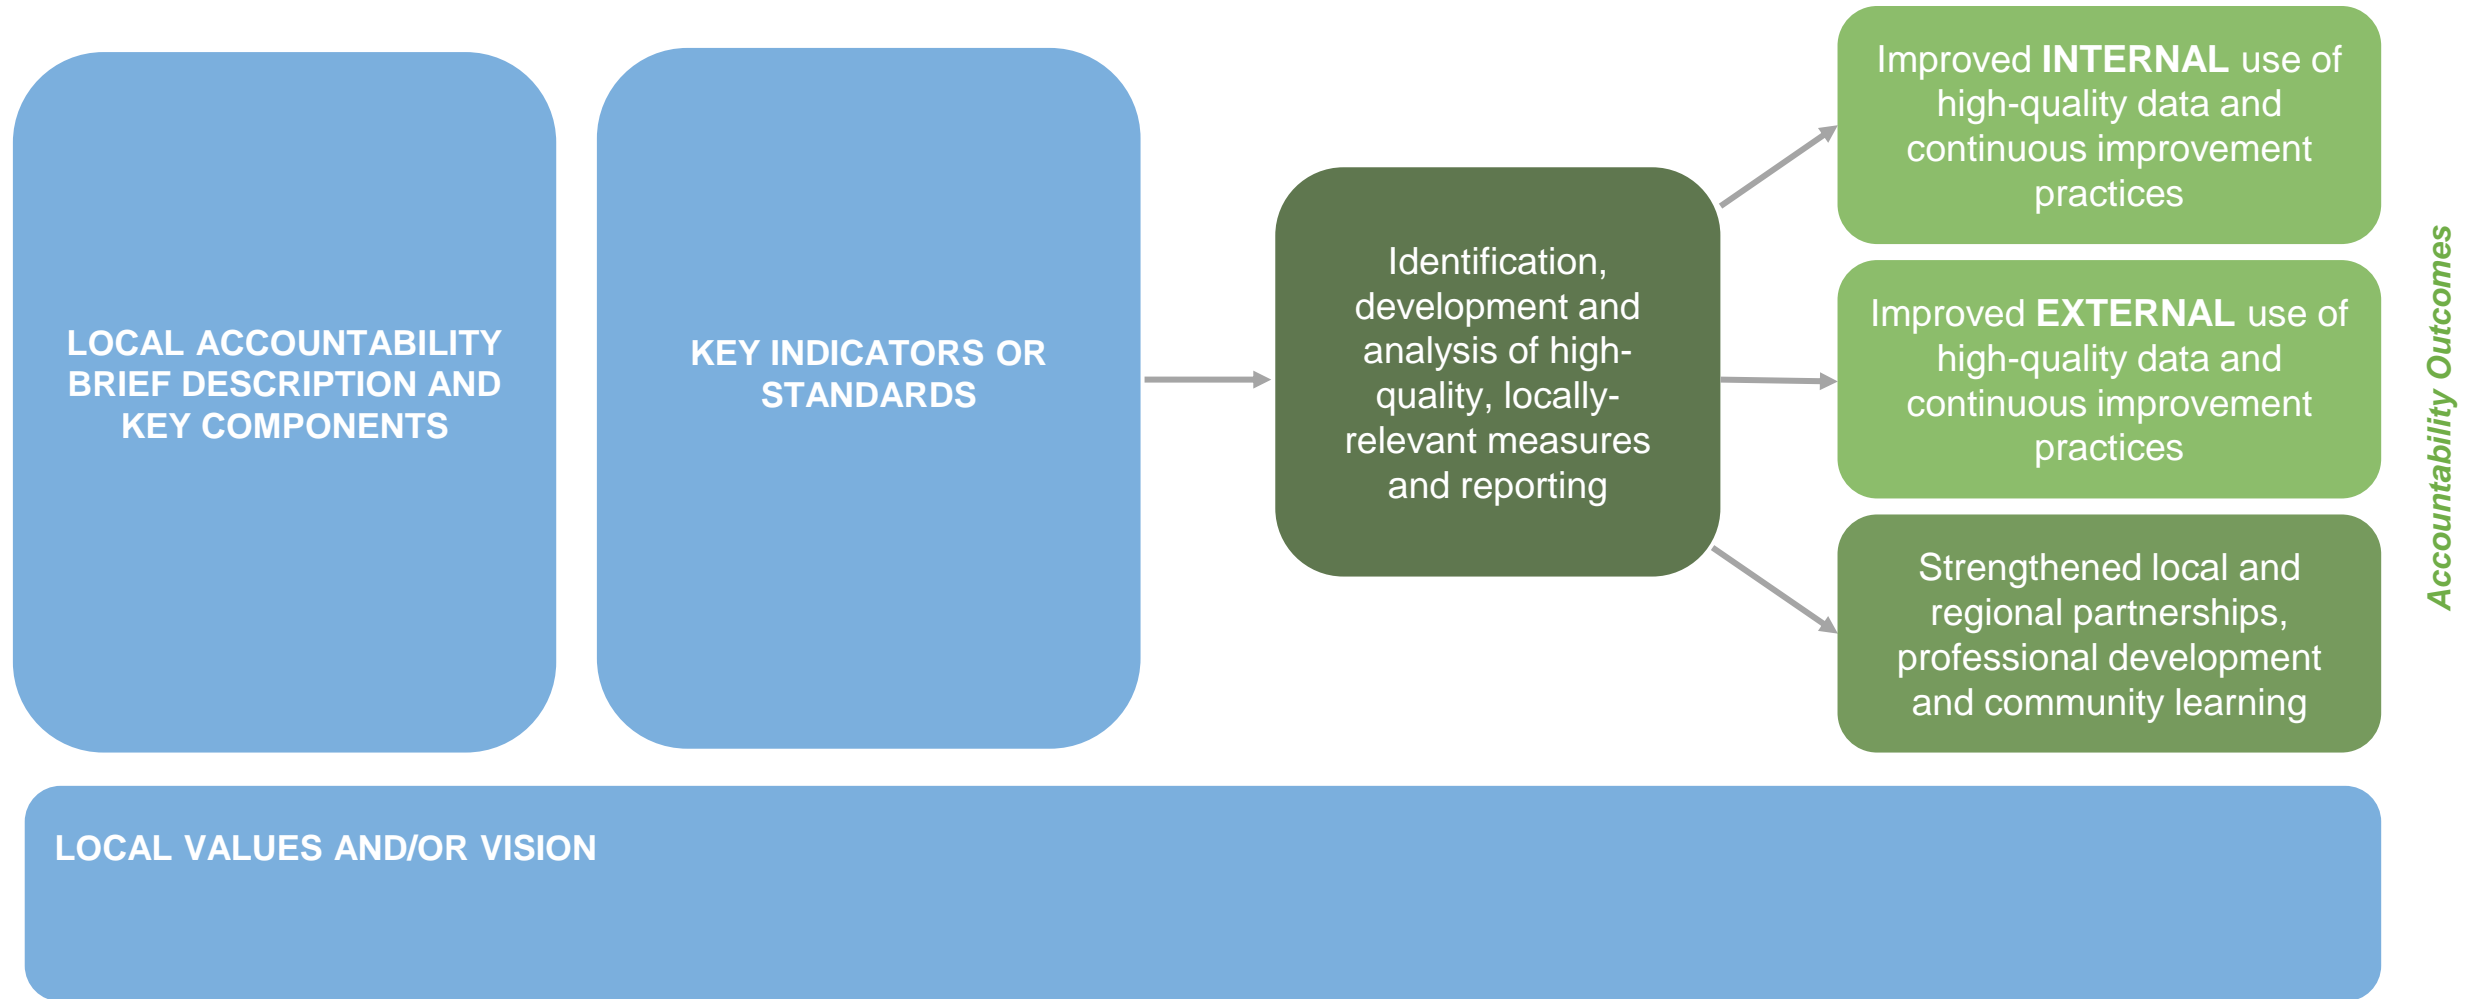 LOCAL ACCOUNTABILITY
BRIEF DESCRIPTION AND
KEY COMPONENTS
KEY INDICATORS OR
STANDARDS
Identification,
development and
analysis of high-
quality, locally-
relevant measures
and reporting
Improved INTERNAL use of
high-quality data and
continuous improvement
practices
Improved EXTERNAL use of
high-quality data and
continuous improvement
practices
Strengthened local and
regional partnerships,
professional development
and community learning
Accountability Outcomes
LOCAL VALUES AND/OR VISION